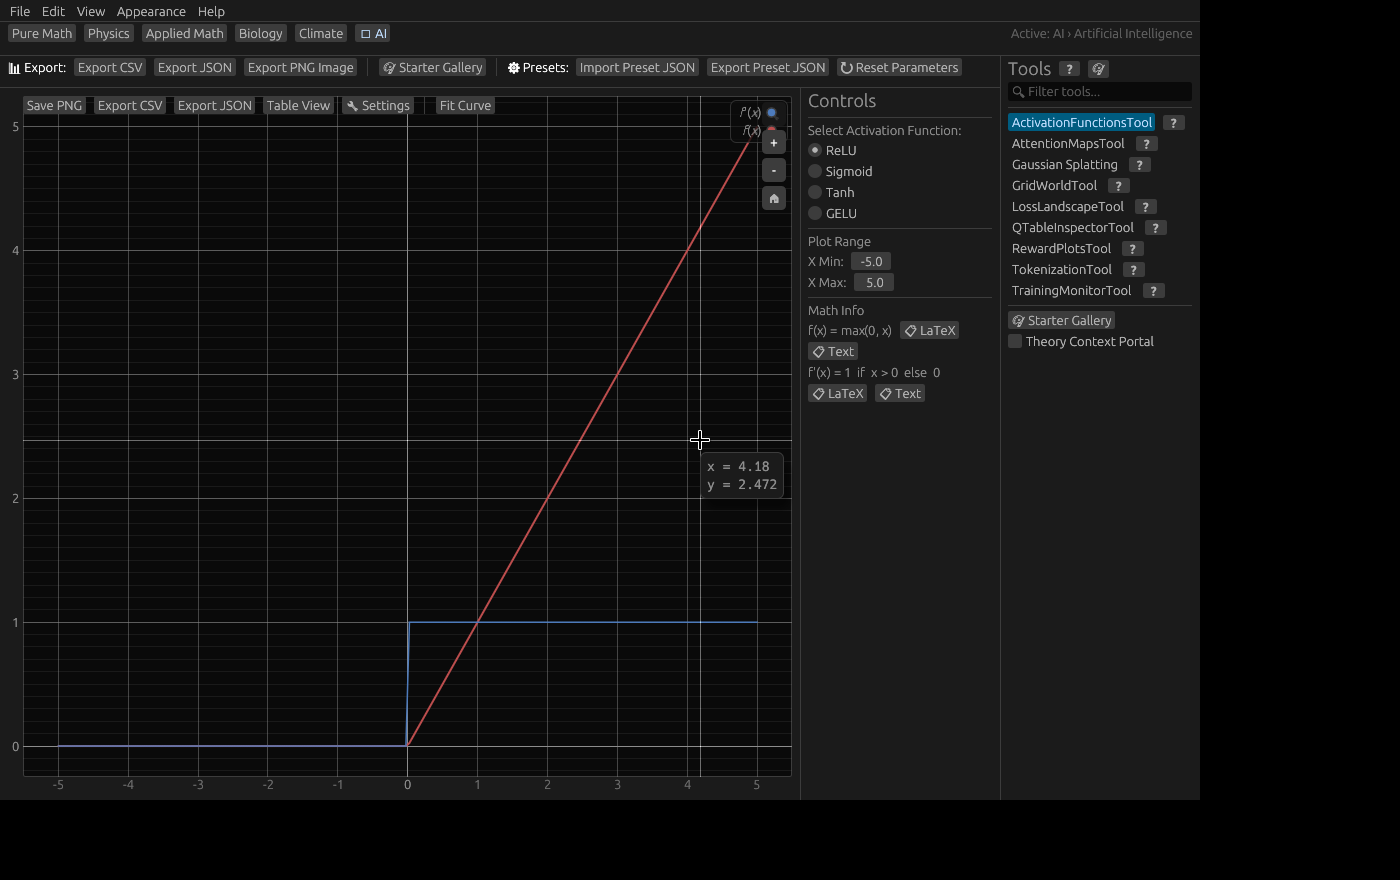 File Edit View Appearance Help
Pure Math Physics Applied Math Biology Climate AI Active: AI › Artificial Intelligence
Export: Export CSV Export JSON Export PNG Image Starter Gallery Presets: Import Preset JSON Export Preset JSON Reset Parameters
Save PNG Export CSV Export JSON Table View Settings Fit Curve
f'(x)
f(x)
+
-
5
4
3
2
1
0
x = 4.18
y = 2.472
-5 -4 -3 -2 -1 0 1 2 3 4 5
Controls
Select Activation Function:
ReLU
Sigmoid
Tanh
GELU
Plot Range
X Min: -5.0
X Max: 5.0
Math Info
f(x) = max(0, x) LaTeX
Text
f'(x) = 1 if x > 0 else 0
LaTeX Text
Tools ?
Filter tools...
ActivationFunctionsTool ?
AttentionMapsTool ?
Gaussian Splatting ?
GridWorldTool ?
LossLandscapeTool ?
QTableInspectorTool ?
RewardPlotsTool ?
TokenizationTool ?
TrainingMonitorTool ?
Starter Gallery
Theory Context Portal